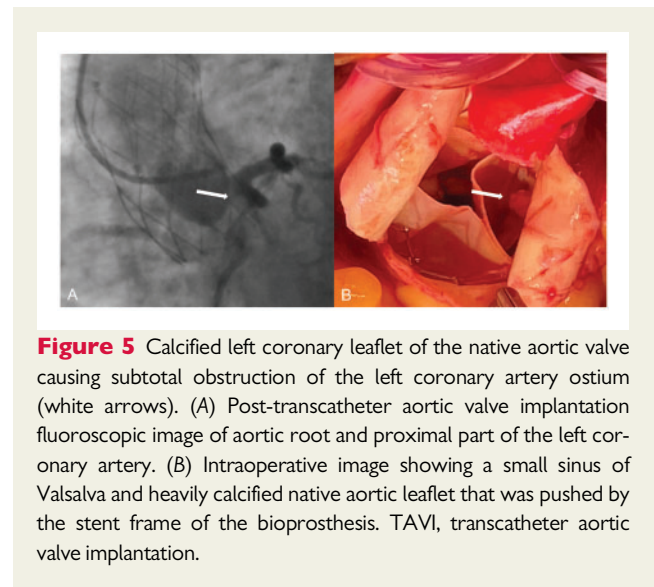 A
B
Figure 5 Calcified left coronary leaflet of the native aortic valve
causing subtotal obstruction of the left coronary artery ostium
(white arrows). (A) Post-transcatheter aortic valve implantation
fluoroscopic image of aortic root and proximal part of the left cor-
onary artery. (B) Intraoperative image showing a small sinus of
Valsalva and heavily calcified native aortic leaflet that was pushed by
the stent frame of the bioprosthesis. TAVI, transcatheter aortic
valve implantation.